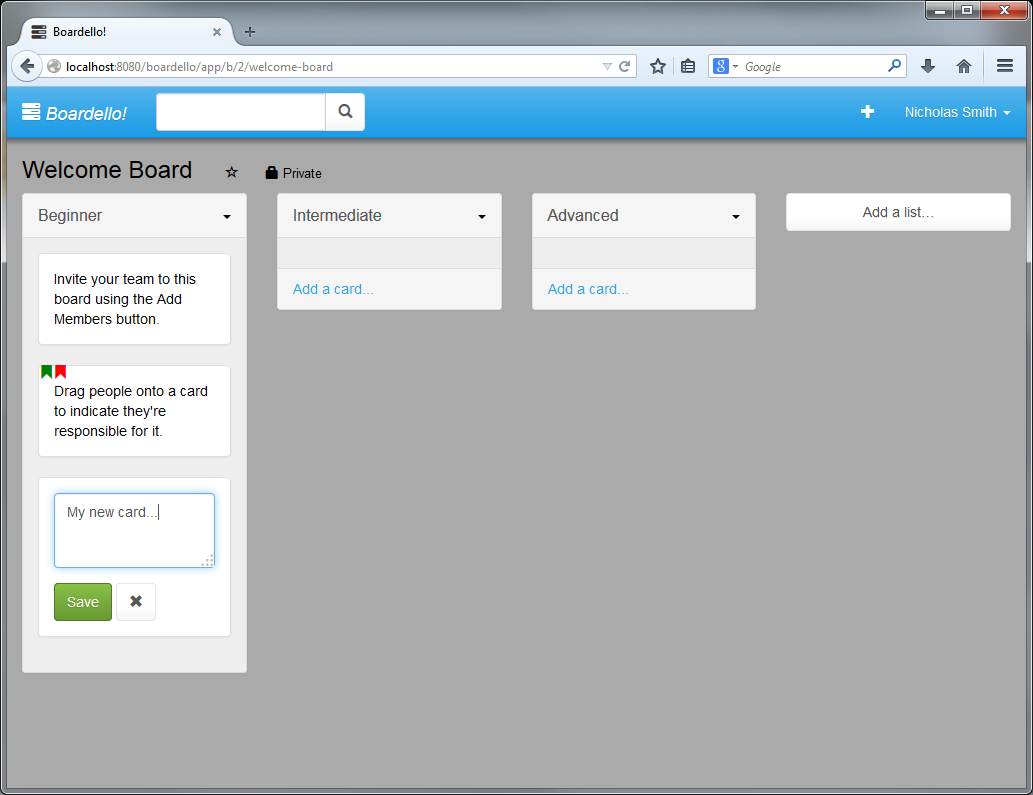 Boardello!
localhost:8080/boardello/app/b/2/welcome-board
Google
Boardello!
Nicholas Smith
Welcome Board
Private
Beginner
Invite your team to this
board using the Add
Members button.
Drag people onto a card
to indicate they're
responsible for it.
My new card...
Save
Intermediate
Add a card...
Advanced
Add a card...
Add a list...